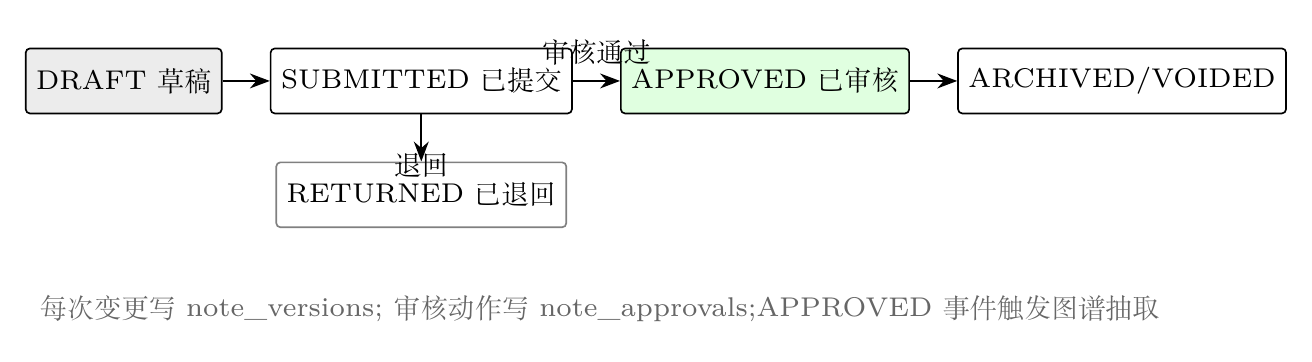 审核通过
DRAFT 草稿
SUBMITTED 已提交
APPROVED 已审核
ARCHIVED/VOIDED
退回
RETURNED 已退回
每次变更写 note_versions; 审核动作写 note_approvals;APPROVED 事件触发图谱抽取